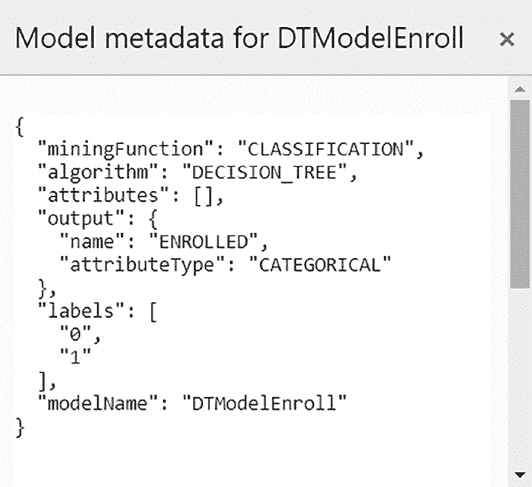 Model metadata for DTModelEnroll ×
{
  "miningFunction": "CLASSIFICATION",
  "algorithm": "DECISION_TREE",
  "attributes": [],
  "output": {
    "name": "ENROLLED",
    "attributeType": "CATEGORICAL"
  },
  "labels": [
    "0",
    "1"
  ],
  "modelName": "DTModelEnroll"
}